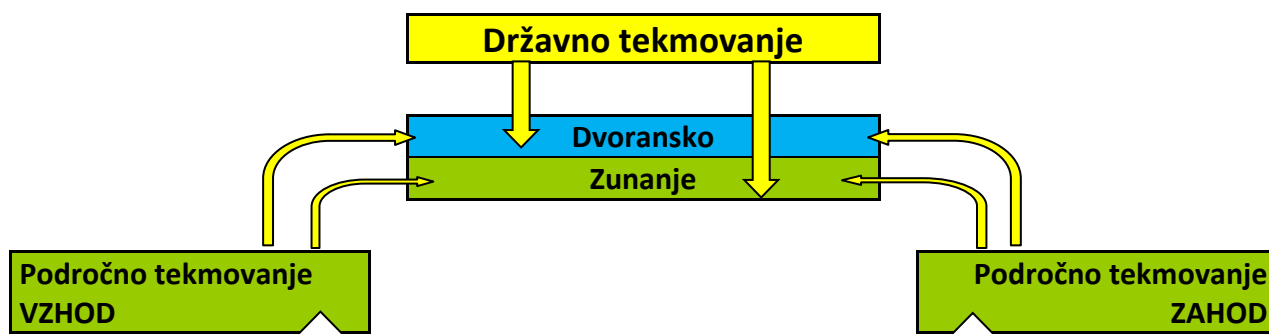 Državno tekmovanje
Dvoransko
Zunanje
Področno tekmovanje
VZHOD
Področno tekmovanje
ZAHOD